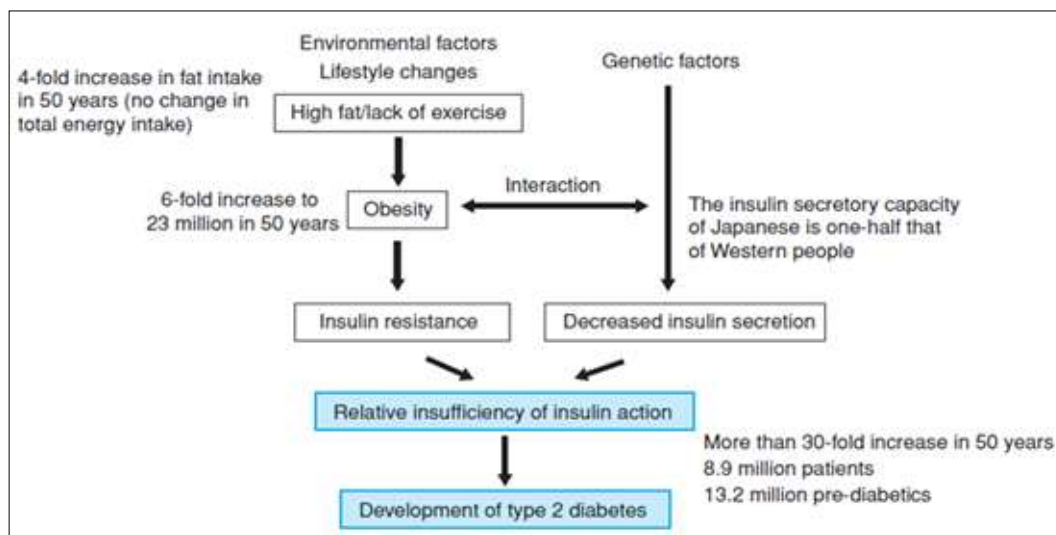 Environmental factors
Lifestyle changes
Genetic factors
4-fold increase in fat intake
in 50 years (no change in
total energy intake)
High fat/lack of exercise
Interaction
6-fold increase to
23 million in 50 years
Obesity
The insulin secretory capacity
of Japanese is one-half that
of Western people
Insulin resistance
Decreased insulin secretion
Relative insufficiency of insulin action
More than 30-fold increase in 50 years
8.9 million patients
13.2 million pre-diabetics
Development of type 2 diabetes